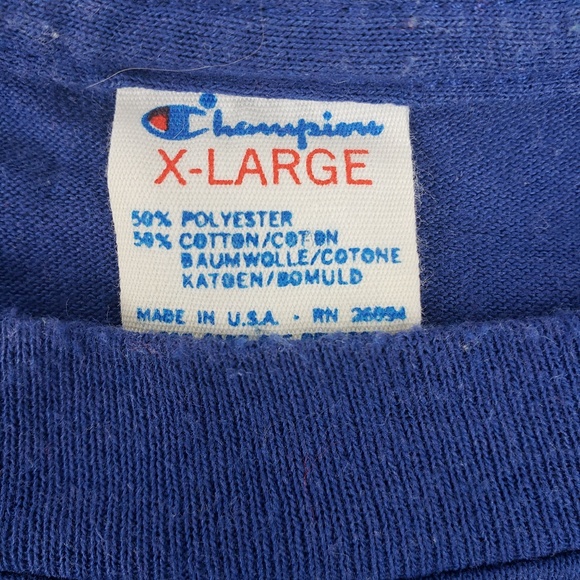 Champion
X-LARGE
50% POLYESTER
50% COTTON/COTON
BAUMWOLLE/COTONE
KATOEN/BOMULD
MADE IN U.S.A. - RN 26094